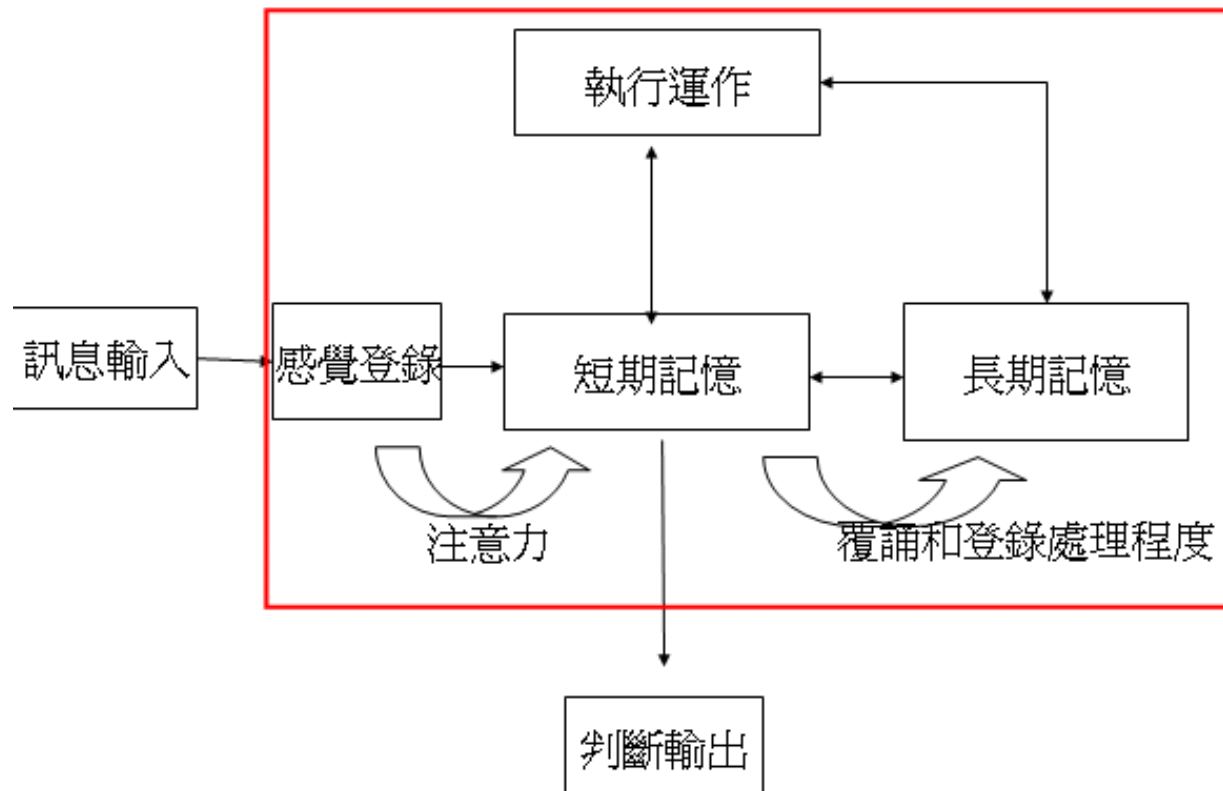 執行運作
訊息輸入
感覺登錄
短期記憶
長期記憶
注意力
覆誦和登錄處理程度
判斷輸出